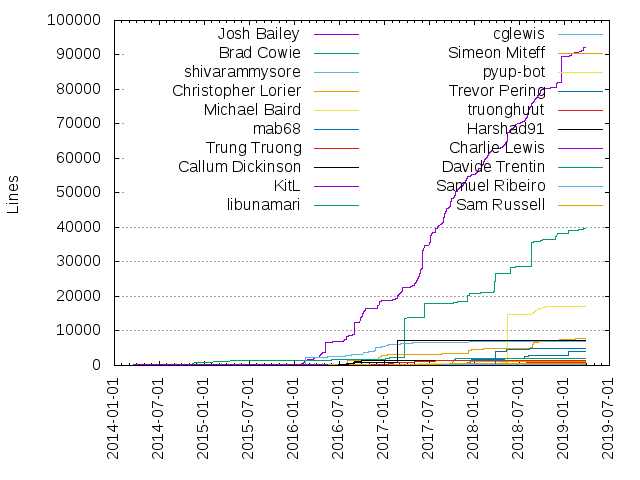 100000
90000
80000
70000
60000
50000
40000
30000
20000
10000
0
Lines
Josh Bailey
Brad Cowie
shivarammysore
Christopher Lorier
Michael Baird
mab68
Trung Truong
Callum Dickinson
KitL
libunamari
cglewis
Simeon Miteff
pyup-bot
Trevor Pering
truonghuut
Harshad91
Charlie Lewis
Davide Trentin
Samuel Ribeiro
Sam Russell
2014-01-01
2014-07-01
2015-01-01
2015-07-01
2016-01-01
2016-07-01
2017-01-01
2017-07-01
2018-01-01
2018-07-01
2019-01-01
2019-07-01